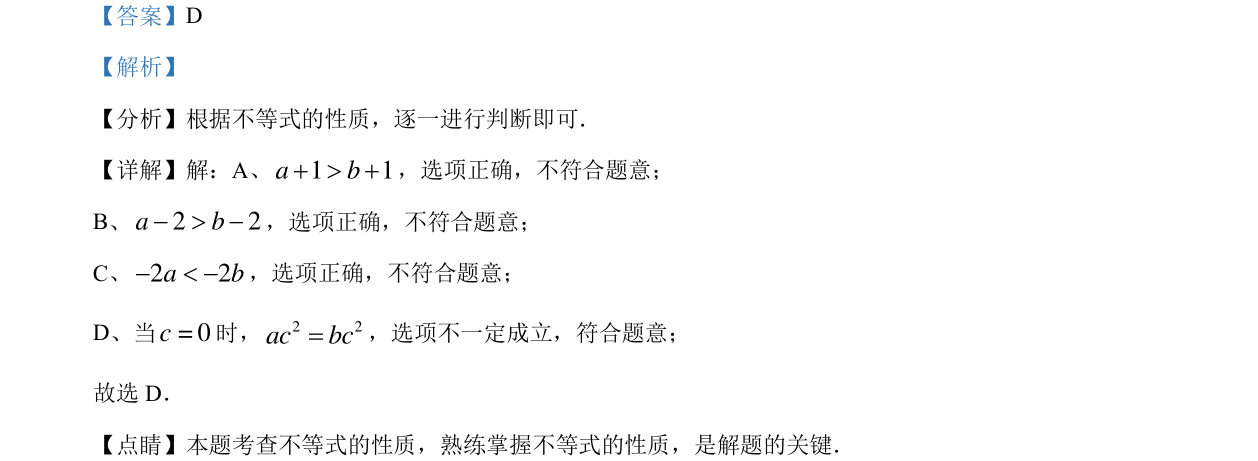 【答案】D
【解析】
【分析】根据不等式的性质，逐一进行判断即可．
【详解】解：A、a+1>b+1，选项正确，不符合题意；
B、a−2>b−2，选项正确，不符合题意；
C、−2a<−2b，选项正确，不符合题意；
D、当c=0时，ac²=bc²，选项不一定成立，符合题意；
故选 D．
【点睛】本题考查不等式的性质，熟练掌握不等式的性质，是解题的关键．